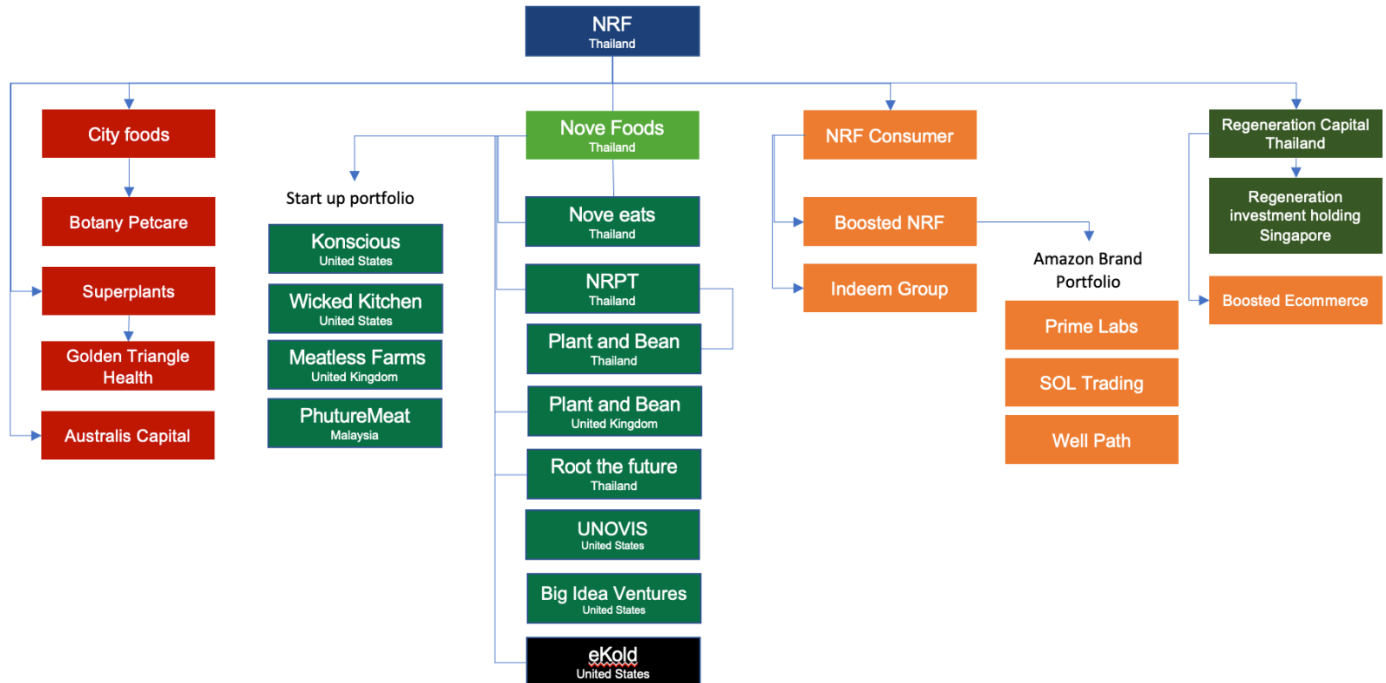 NRF
Thailand
City foods
Botany Petcare
Superplants
Golden Triangle
Health
Australis Capital
Start up portfolio
Konscious
United States
Wicked Kitchen
United States
Meatless Farms
United Kingdom
PhutureMeat
Malaysia
Nove Foods
Thailand
Nove eats
Thailand
NRPT
Thailand
Plant and Bean
Thailand
Plant and Bean
United Kingdom
Root the future
Thailand
UNOVIS
United States
Big Idea Ventures
United States
eKold
United States
NRF Consumer
Boosted NRF
Indeem Group
Amazon Brand
Portfolio
Prime Labs
SOL Trading
Well Path
Regeneration Capital
Thailand
Regeneration
investment holding
Singapore
Boosted Ecommerce